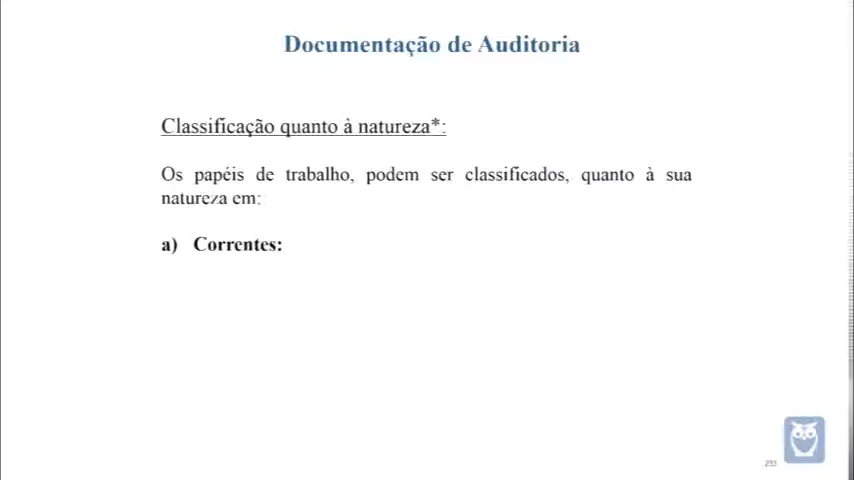 Documentação de Auditoria
Classificação quanto à natureza*:
Os papéis de trabalho, podem ser classificados, quanto à sua
natureza em:
a) Correntes: